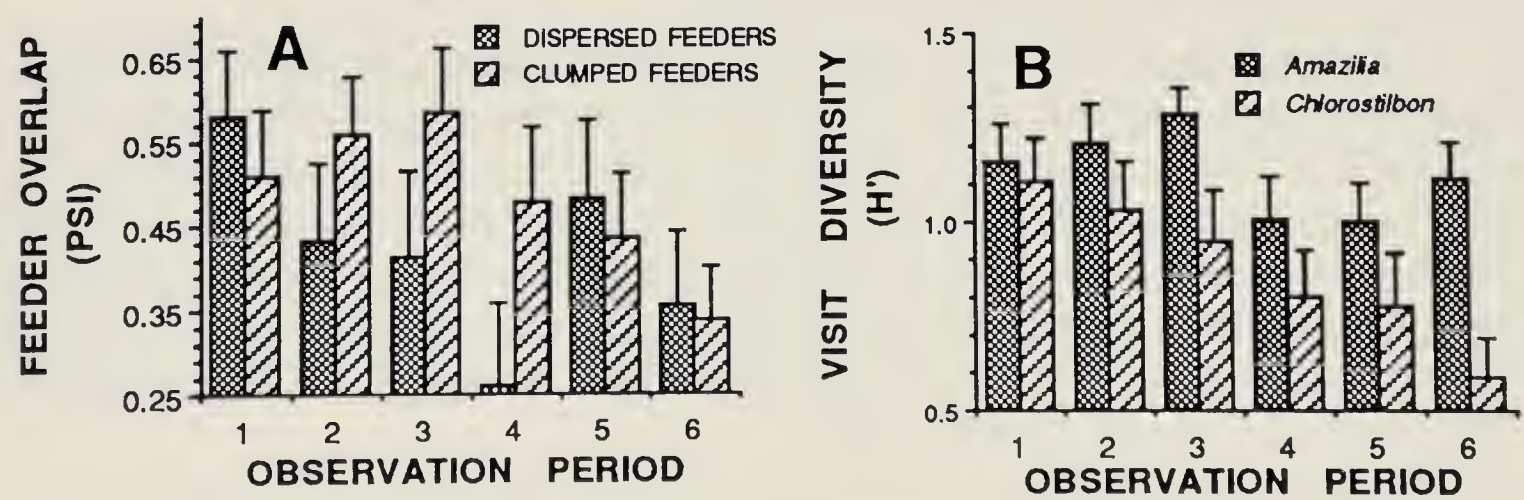 A
DISPERSED FEEDERS
CLUMPED FEEDERS
FEEDER OVERLAP
(PSI)
0.65
0.55
0.45
0.35
0.25
1 2 3 4 5 6
OBSERVATION PERIOD
B
Amazilia
Chlorostilbon
VISIT DIVERSITY
(H')
1.5
1.0
0.5
1 2 3 4 5 6
OBSERVATION PERIOD